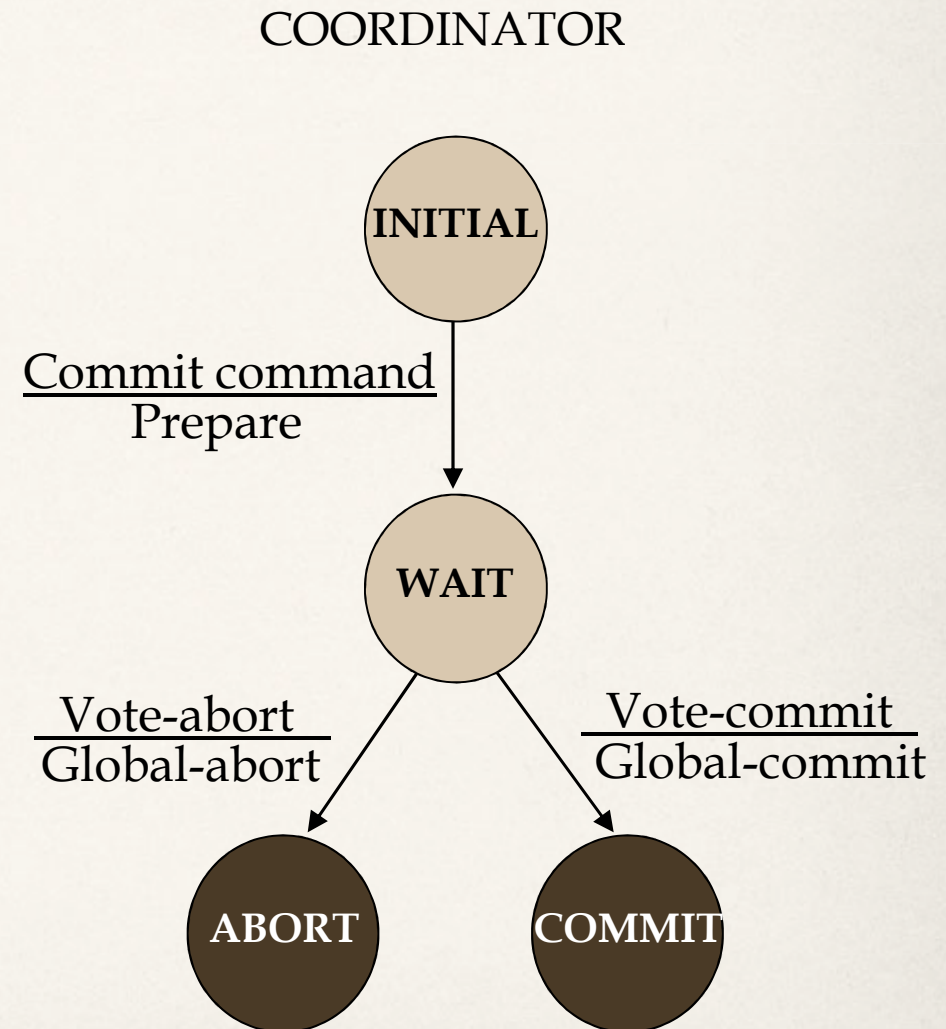 COORDINATOR
INITIAL
Commit command
Prepare
WAIT
Vote-abort
Global-abort
Vote-commit
Global-commit
ABORT
COMMIT